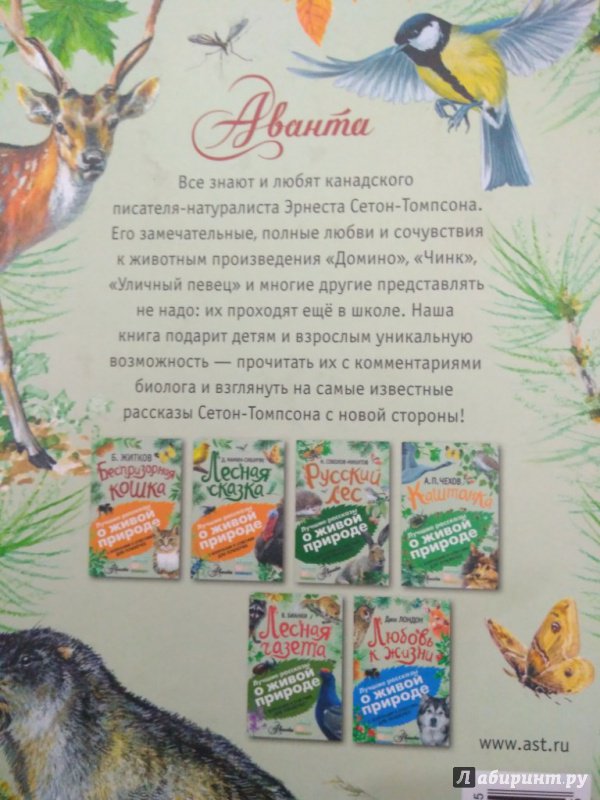 Аванта
Все знают и любят канадского
писателя-натуралиста Эрнеста Сетон-Томпсона.
Его замечательные, полные любви и сочувствия
к животным произведения «Домино», «Чинк»,
«Уличный певец» и многие другие представлять
не надо: их проходят ещё в школе. Наша
книга подарит детям и взрослым уникальную
возможность — прочитать их с комментариями
биолога и взглянуть на самые известные
рассказы Сетон-Томпсона с новой стороны!
Б. ЖИТКОВ
Беспризорная
кошка
Лучшие рассказы
о живой
природе
Д. МАМИН-СИБИРЯК
Лесная
сказка
Лучшие рассказы
о живой
природе
И. СОКОЛОВ-МИКИТОВ
Русский
лес
Лучшие рассказы
о живой
природе
А.П. ЧЕХОВ
Каштанка
Лучшие рассказы
о живой
природе
В. БИАНКИ
Лесная
газета
Лучшие рассказы
о живой
природе
Джек ЛОНДОН
Любовь
к жизни
Лучшие рассказы
о живой
природе
www.ast.ru
Лабиринт.ру